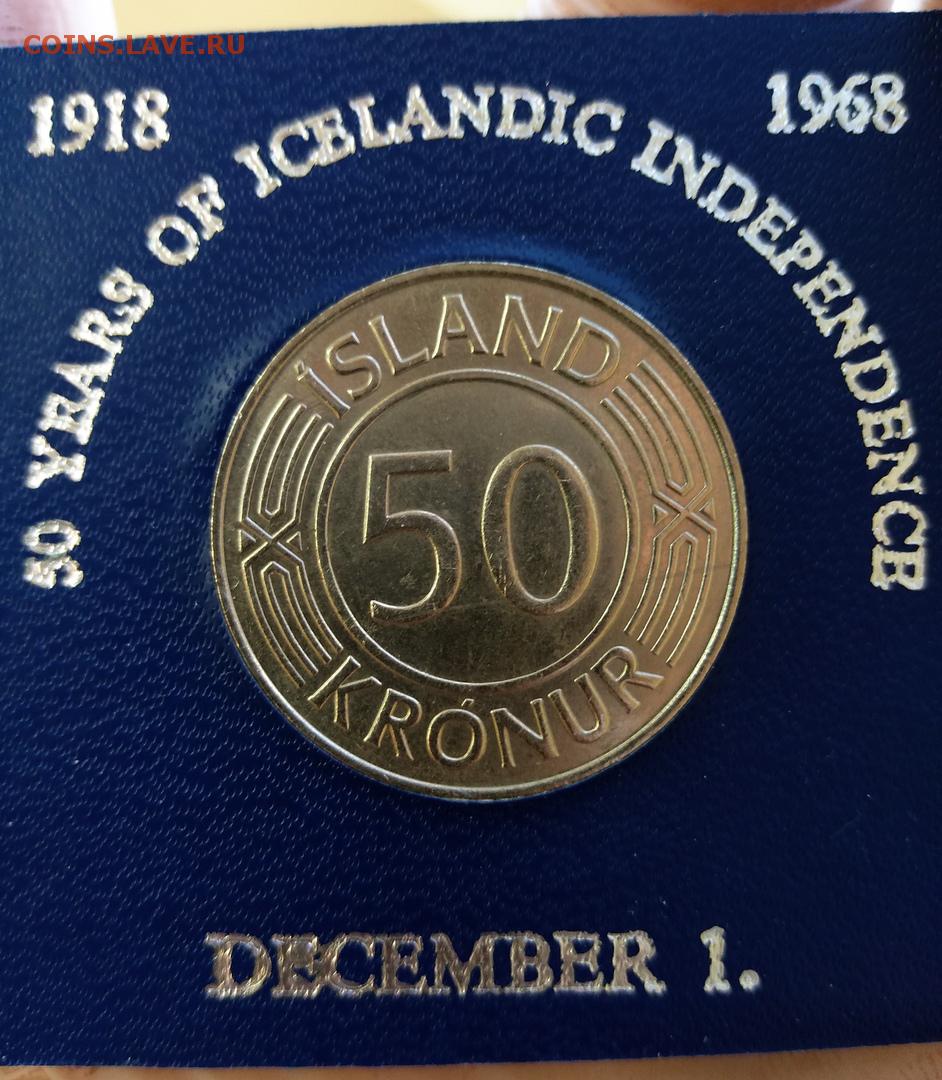 COINS.LAVE.RU
1918
1968
50 YEARS OF ICELANDIC INDEPENDENCE
ÍSLAND
50
KRÓNUR
DECEMBER 1.